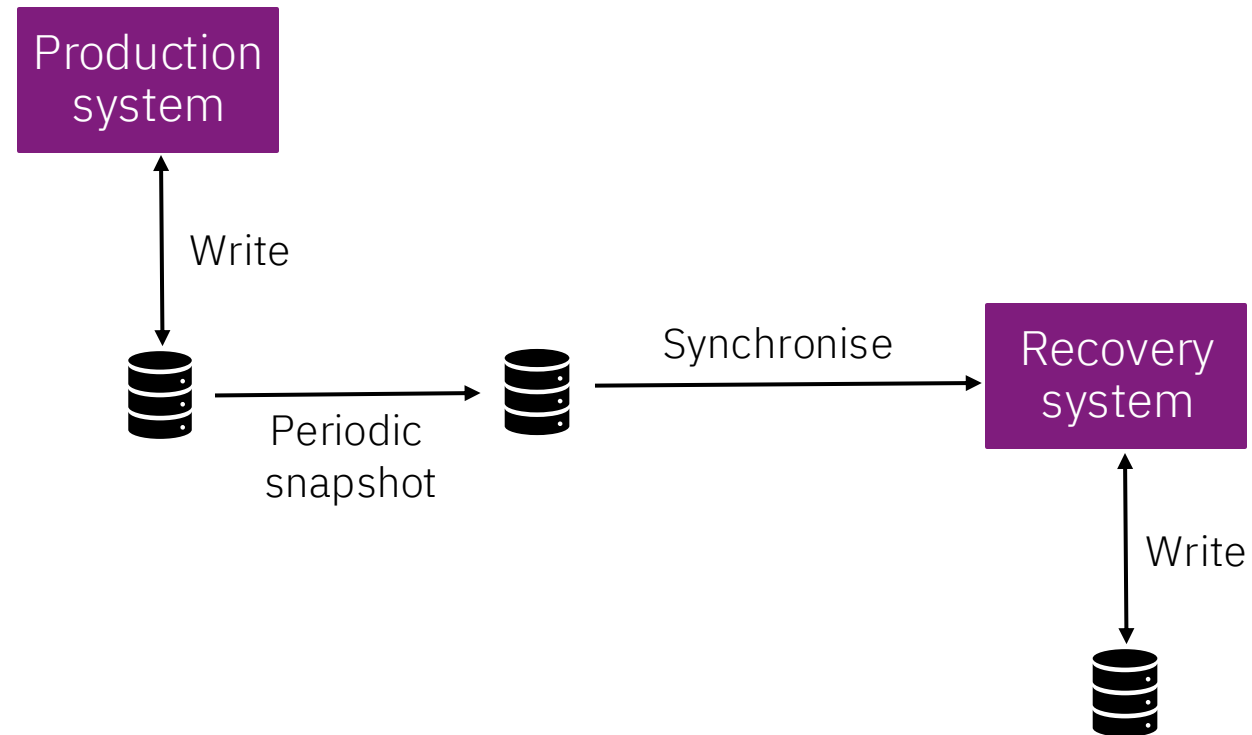 Production
system
Write
Periodic
snapshot
Synchronise
Recovery
system
Write